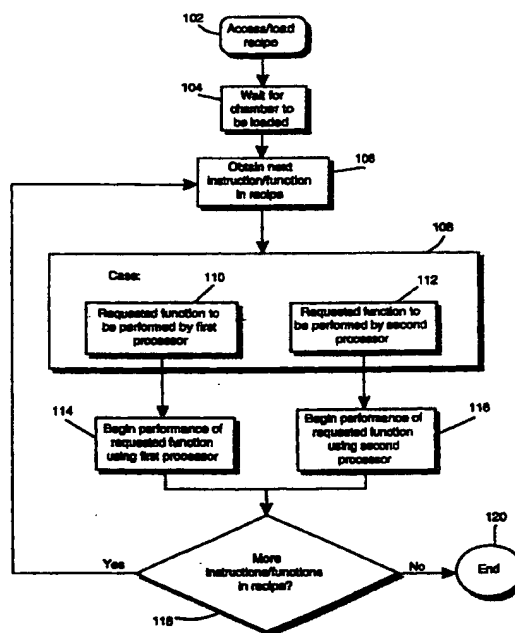 102
Access/load
recipe
104
Wait for
chamber to
be loaded
106
Obtain next
instruction/function
in recipe
108
Case:
110
Requested function to
be performed by first
processor
112
Requested function to
be performed by second
processor
114
Begin performance of
requested function
using first processor
116
Begin performance of
requested function
using second
processor
More
instructions/functions
in recipe?
118
Yes
No
120
End